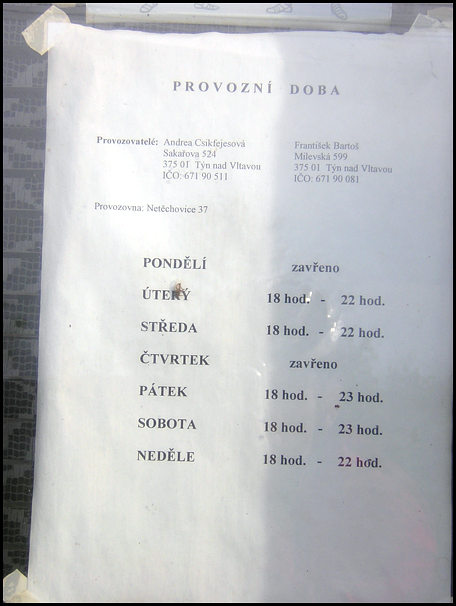 PROVOZNÍ DOBA
Provozovatelé: Andrea Csikfejesová
Sakařova 524
375 01 Týn nad Vltavou
IČO: 671 90 511
František Bartoš
Milevská 599
375 01 Týn nad Vltavou
IČO: 671 90 081
Provozovna: Netěchovice 37
PONDĚLÍ zavřeno
ÚTERÝ 18 hod. - 22 hod.
STŘEDA 18 hod. - 22 hod.
ČTVRTEK zavřeno
PÁTEK 18 hod. - 23 hod.
SOBOTA 18 hod. - 23 hod.
NEDĚLE 18 hod. - 22 hod.